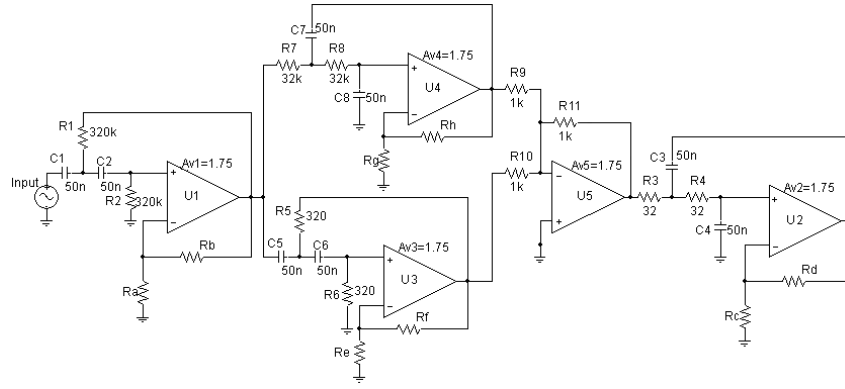 C7
50n
R7
32k
R8
32k
C8
50n
Av4=1.75
+
U4
−
Rh
Rg
R9
1k
R11
1k
R10
1k
Av5=1.75
−
U5
+
R1
320k
C1
50n
C2
50n
Input
R2
320k
Av1=1.75
+
U1
−
Rb
Ra
R5
320
C5
50n
C6
50n
R6
320
Av3=1.75
+
U3
−
Rf
Re
C3
50n
R3
32
R4
32
C4
50n
Av2=1.75
+
U2
−
Rd
Rc